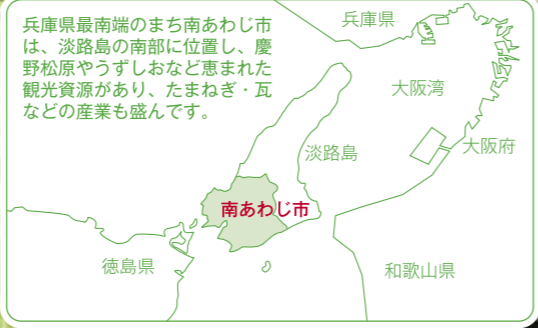 兵庫県最南端のまち南あわじ市
は、淡路島の南部に位置し、慶
野松原やうずしおなど恵まれた
観光資源があり、たまねぎ・瓦
などの産業も盛んです。
兵庫県
大阪湾
大阪府
淡路島
南あわじ市
徳島県
和歌山県